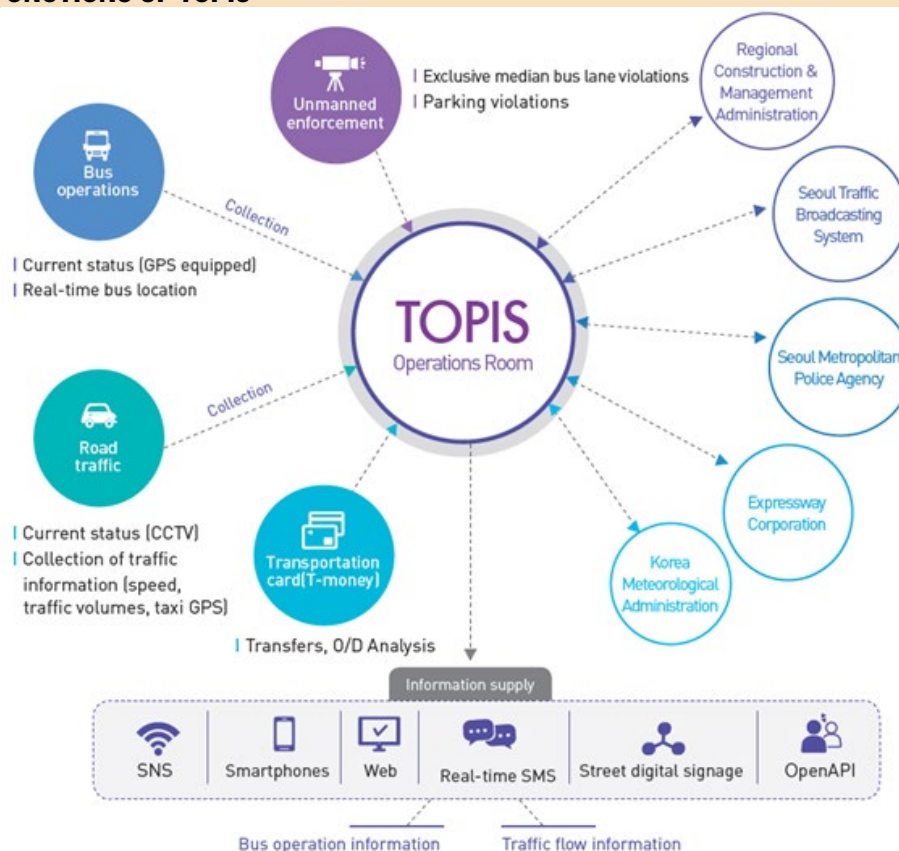 Unmanned
enforcement
Exclusive median bus lane violations
Parking violations
Regional
Construction &
Management
Administration
Bus
operations
Collection
Current status (GPS equipped)
Real-time bus location
Seoul Traffic
Broadcasting
System
TOPIS
Operations Room
Seoul Metropolitan
Police Agency
Road
traffic
Collection
Current status (CCTV)
Collection of traffic
information (speed,
traffic volumes, taxi GPS)
Transportation
card(T-money)
Transfers, O/D Analysis
Expressway
Corporation
Korea
Meteorological
Administration
Information supply
SNS
Smartphones
Web
Real-time SMS
Street digital signage
OpenAPI
Bus operation information
Traffic flow information